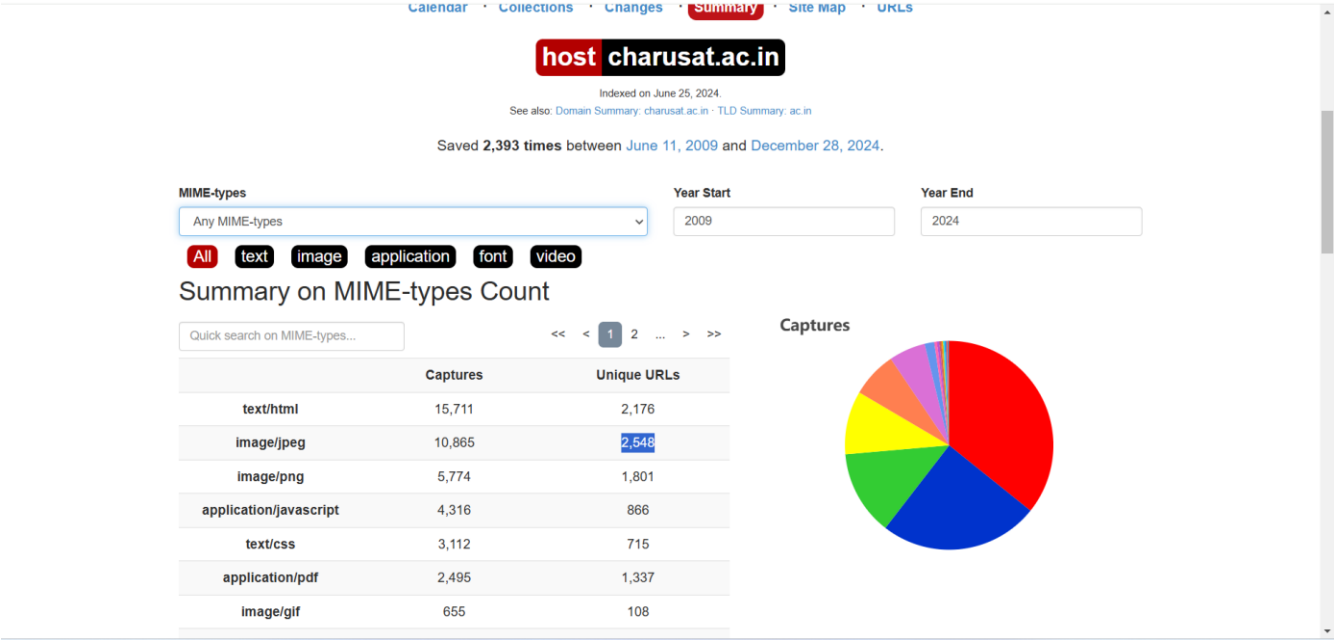 Calendar · Collections · Changes · Summary · Site Map · URLs
host charusat.ac.in
Indexed on June 25, 2024.
See also: Domain Summary: charusat.ac.in · TLD Summary: ac.in
Saved 2,393 times between June 11, 2009 and December 28, 2024.
MIME-types Year Start Year End
Any MIME-types 2009 2024
All text image application font video
Summary on MIME-types Count
Quick search on MIME-types... << < 1 2 ... > >>
Captures
Captures Unique URLs
text/html 15,711 2,176
image/jpeg 10,865 2,548
image/png 5,774 1,801
application/javascript 4,316 866
text/css 3,112 715
application/pdf 2,495 1,337
image/gif 655 108